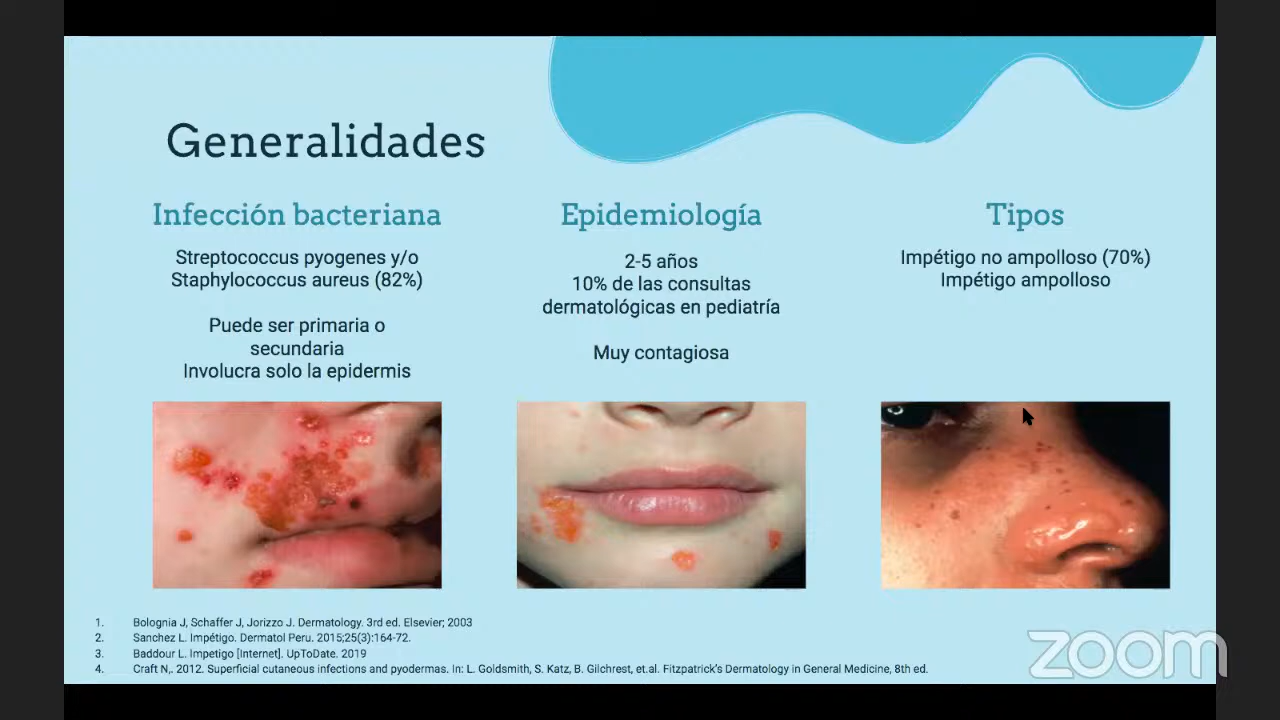 Generalidades
Infección bacteriana
Streptococcus pyogenes y/o
Staphylococcus aureus (82%)
Puede ser primaria o
secundaria
Involucra solo la epidermis
Epidemiología
2-5 años
10% de las consultas
dermatológicas en pediatría
Muy contagiosa
Tipos
Impétigo no ampolloso (70%)
Impétigo ampolloso
1. Bolognia J, Schaffer J, Jorizzo J. Dermatology. 3rd ed. Elsevier; 2003
2. Sanchez L. Impétigo. Dermatol Peru. 2015;25(3):164-72.
3. Baddour L. Impetigo [Internet]. UpToDate. 2019
4. Craft N,. 2012. Superficial cutaneous infections and pyodermas. In: L. Goldsmith, S. Katz, B. Gilchrest, et.al. Fitzpatrick's Dermatology in General Medicine, 8th ed.
zoom